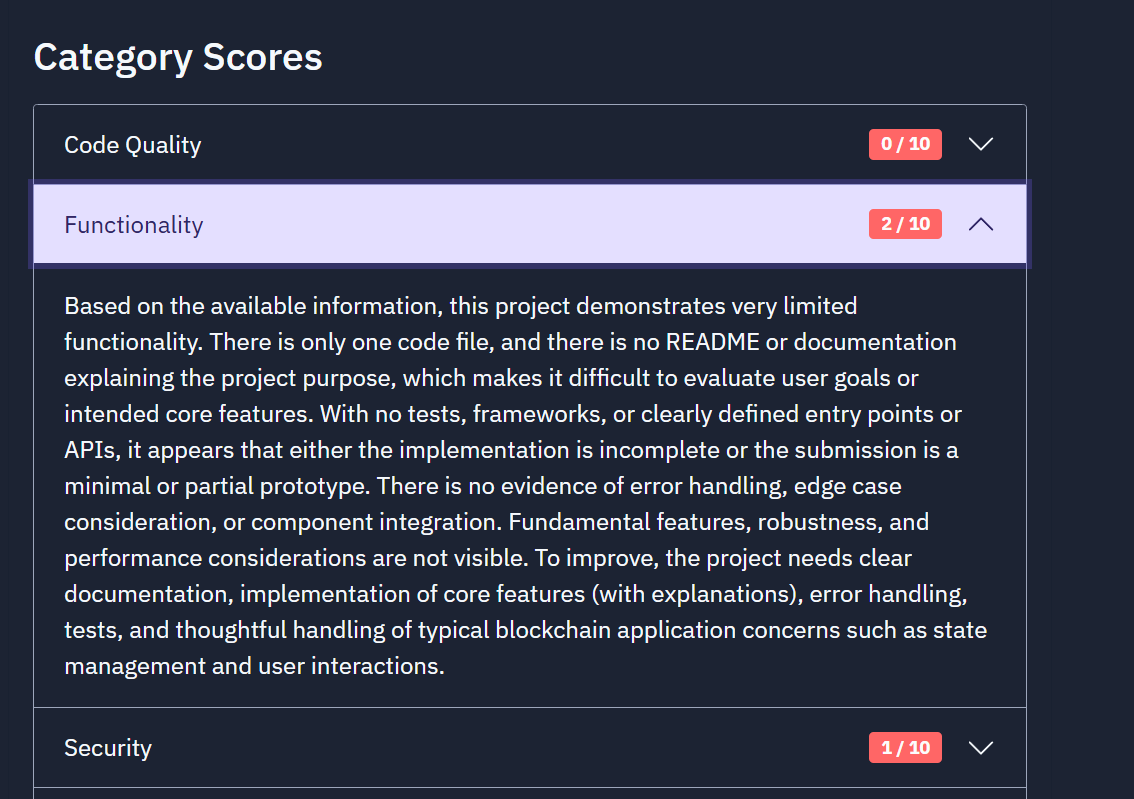 Category Scores
Code Quality
0 / 10
Functionality
2 / 10
Based on the available information, this project demonstrates very limited
functionality. There is only one code file, and there is no README or documentation
explaining the project purpose, which makes it difficult to evaluate user goals or
intended core features. With no tests, frameworks, or clearly defined entry points or
APIs, it appears that either the implementation is incomplete or the submission is a
minimal or partial prototype. There is no evidence of error handling, edge case
consideration, or component integration. Fundamental features, robustness, and
performance considerations are not visible. To improve, the project needs clear
documentation, implementation of core features (with explanations), error handling,
tests, and thoughtful handling of typical blockchain application concerns such as state
management and user interactions.
Security
1 / 10